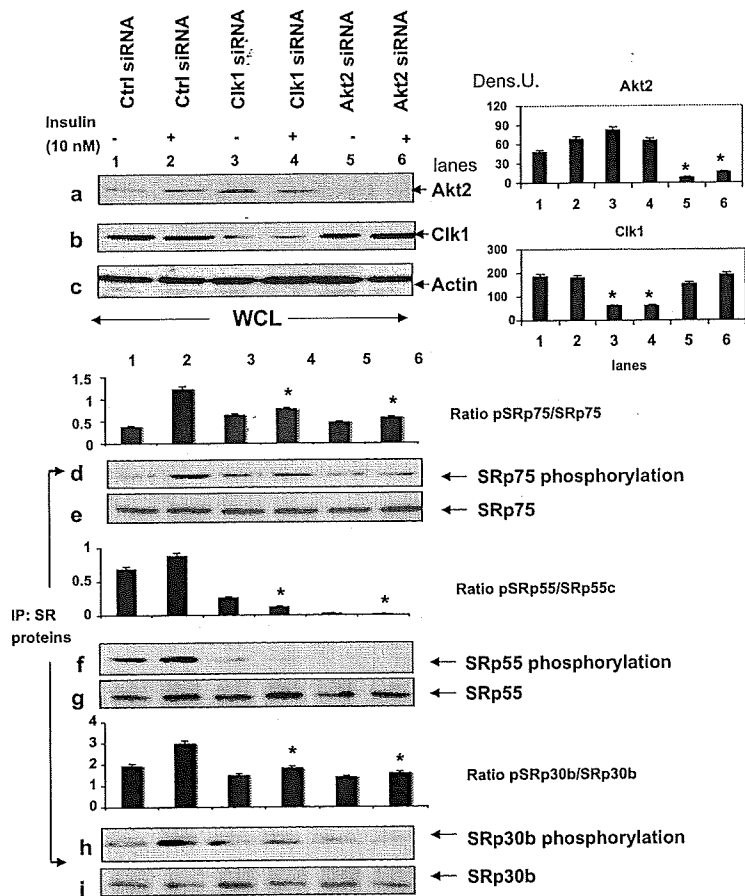 Ctrl siRNA
Ctrl siRNA
Clk1 siRNA
Clk1 siRNA
Akt2 siRNA
Akt2 siRNA
Insulin
(10 nM)
- + - + - +
1 2 3 4 5 6
lanes
a
Akt2
b
Clk1
c
Actin
WCL
Dens.U.
Akt2
120
90
60
30
0
* *
1 2 3 4 5 6
Clk1
300
200
100
0
* *
1 2 3 4 5 6
lanes
1 2 3 4 5 6
1.5
1
0.5
0
* *
Ratio pSRp75/SRp75
d
SRp75 phosphorylation
e
SRp75
1
0.5
0
* *
Ratio pSRp55/SRp55c
IP: SR
proteins
f
SRp55 phosphorylation
g
SRp55
4
3
2
1
0
* *
Ratio pSRp30b/SRp30b
h
SRp30b phosphorylation
i
SRp30b